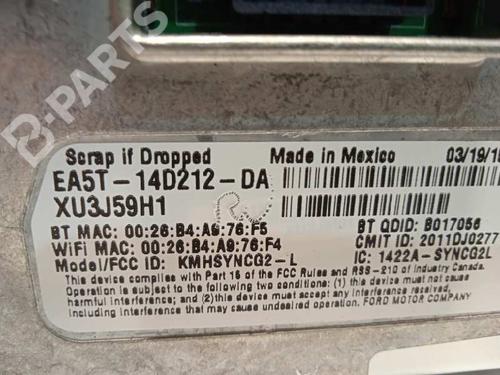 B-PARTS
Scrap if Dropped Made in Mexico 03/19/1
EA5T-14D212-DA
XU3J59H1
BT MAC: 00:26:B4:A9:76:F5 BT QDID: B017056
WiFi MAC: 00:26:B4:A9:76:F4 CMIT ID: 2011DJ0277
Model/FCC ID: KMHSYNCG2-L IC: 1422A-SYNCG2L
This device complies with Part 15 of the FCC Rules and RSS-210 of Industry Canada.
Operation is subject to the following two conditions: (1) this device may not cause
harmful interference, and (2) this device must accept any interference received,
including interference that may cause undesired operation. FORD MOTOR COMPANY